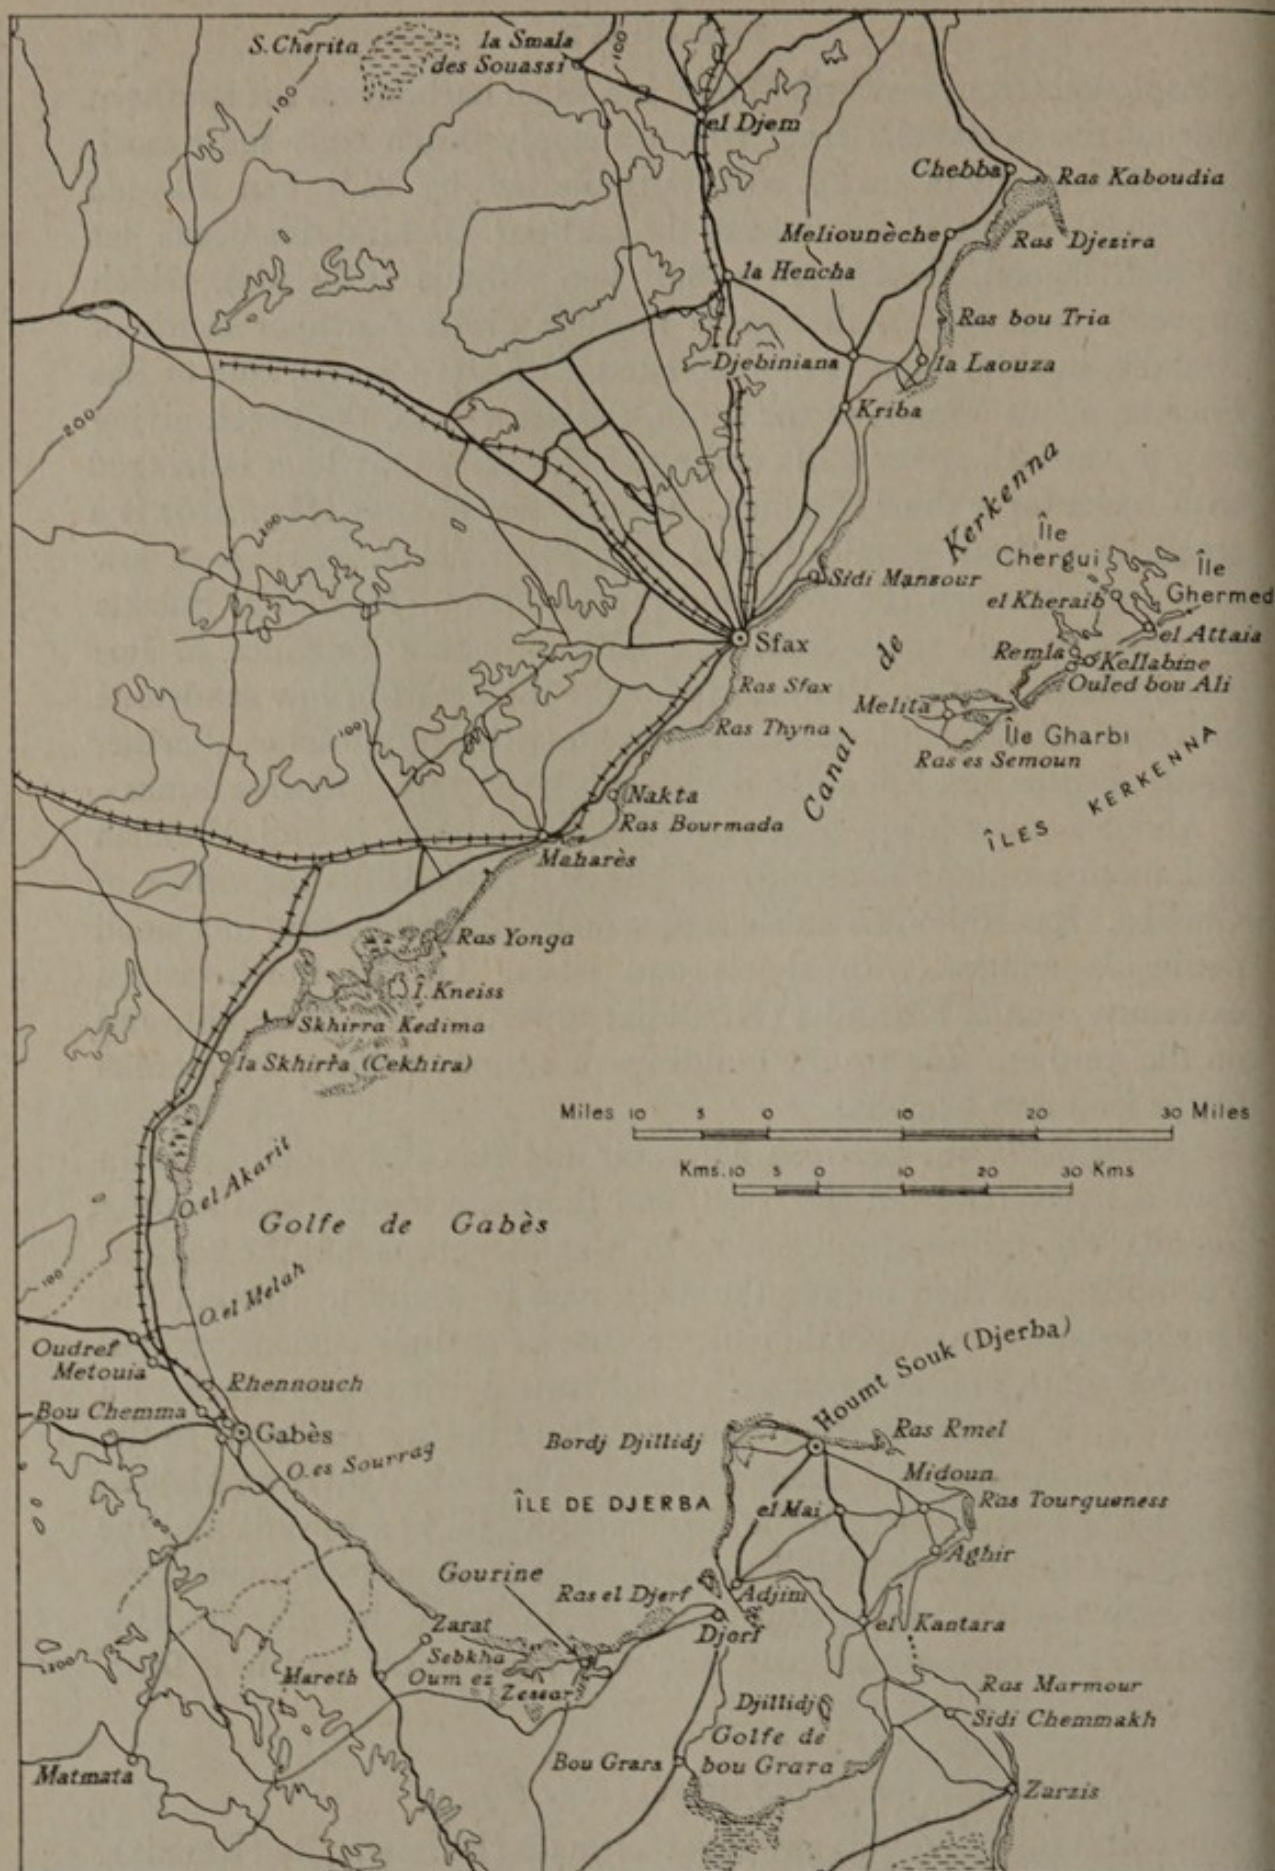 S. Cherita
la Smala
des Souassi
100
100
el Djem
Chebba
Ras Kaboudia
Meliounèche
Ras Djezira
la Hencha
Ras bou Tria
Djebiniana
la Laouza
Kriba
200
Canal de Kerkenna
Île
Chergui
Île
Ghermed
el Kheraib
100
Sidi Mansour
el Attaia
Sfax
Remla
Kellabine
Ouled bou Ali
Ras Sfax
Melita
Ras Thyna
Île Gharbi
100
Ras es Semoun
Nakta
Ras Bourmada
ÎLES KERKENNA
Maharès
Ras Yonga
Î. Kneiss
Skhirra Kedima
la Skhirra (Cekhira)
Miles 10 5 0 10 20 30 Miles
Kms. 10 5 0 10 20 30 Kms
O. el Akarit
Golfe de Gabès
100
O. el Melah
Oudref
Metouia
Rhennouch
Houmt Souk (Djerba)
Bou Chemma
Gabès
Bordj Djillidj
Ras Rmel
O. es Sourrag
Midoun
ÎLE DE DJERBA
el Mai
Ras Tourgueness
Aghir
Gourine
Ras el Djerf
Adjim
Zarat
Djorf
el Kantara
Sebkha
Oum ez
Zessar
Mareth
Ras Marmour
Djillidj
Sidi Chemmakh
Golfe de
bou Grara
Bou Grara
Matmata
Zarzis